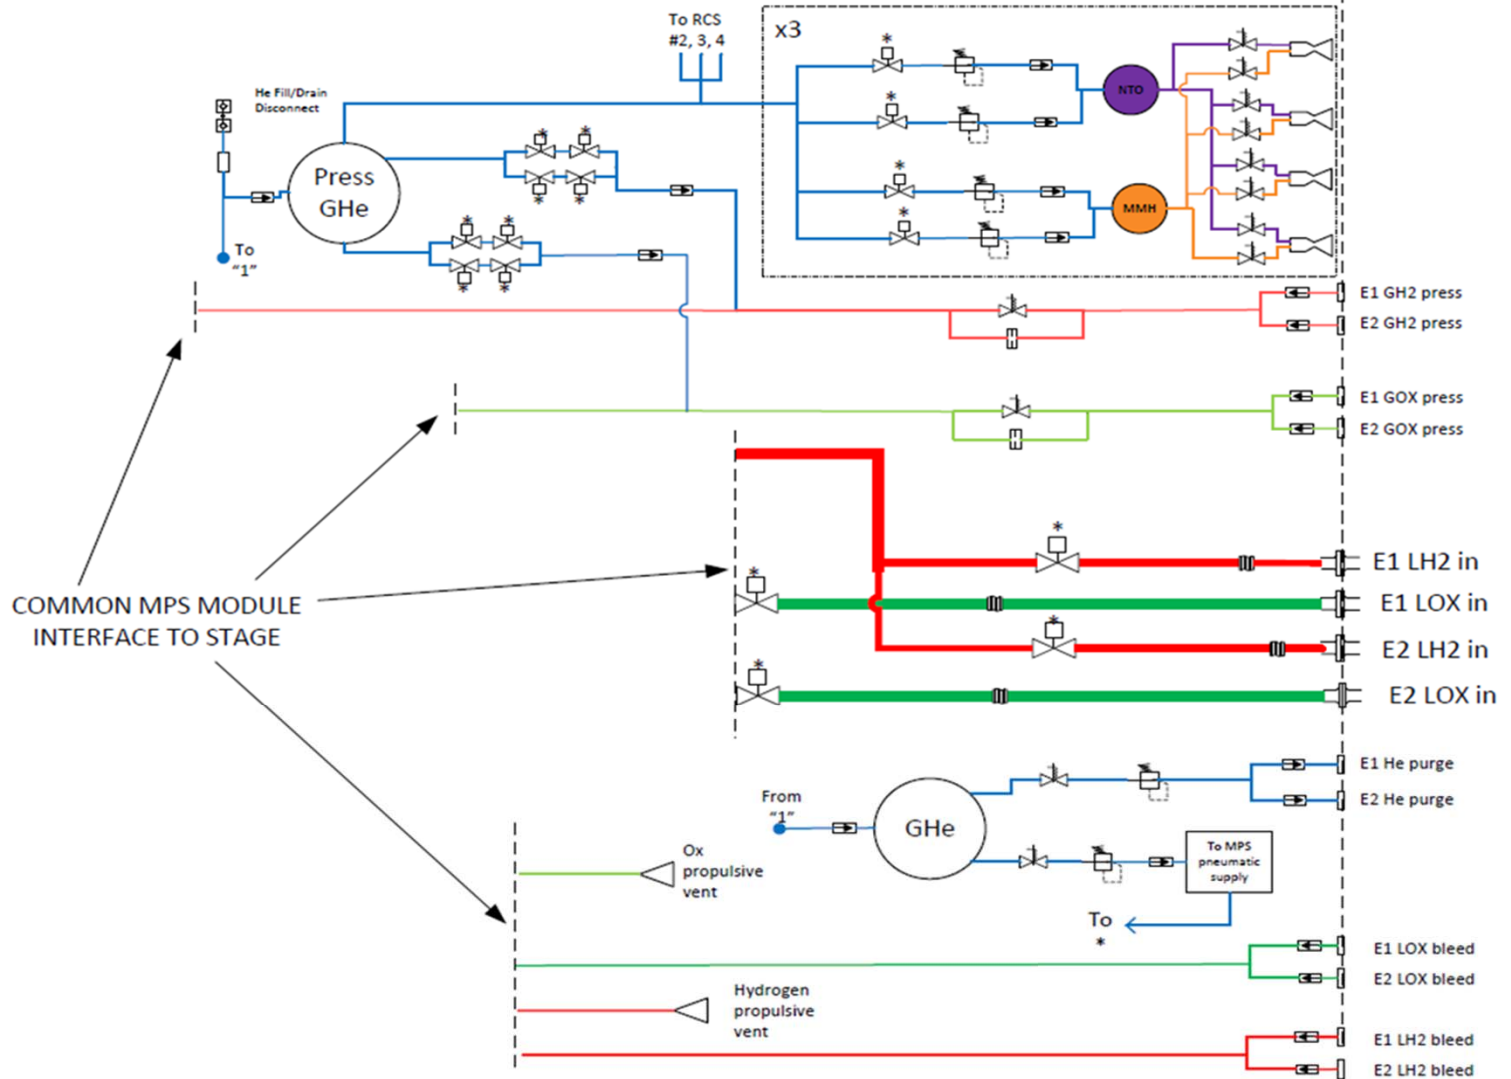 To RCS
#2, 3, 4
x3
He Fill/Drain
Disconnect
Press
GHe
NTO
MMH
To
"1"
*
*
*
*
*
*
*
*
*
*
*
*
E1 GH2 press
E2 GH2 press
E1 GOX press
E2 GOX press
COMMON MPS MODULE
INTERFACE TO STAGE
*
E1 LH2 in
*
E1 LOX in
*
E2 LH2 in
*
E2 LOX in
From
"1"
GHe
E1 He purge
E2 He purge
To MPS
pneumatic
supply
To
*
Ox
propulsive
vent
E1 LOX bleed
E2 LOX bleed
Hydrogen
propulsive
vent
E1 LH2 bleed
E2 LH2 bleed